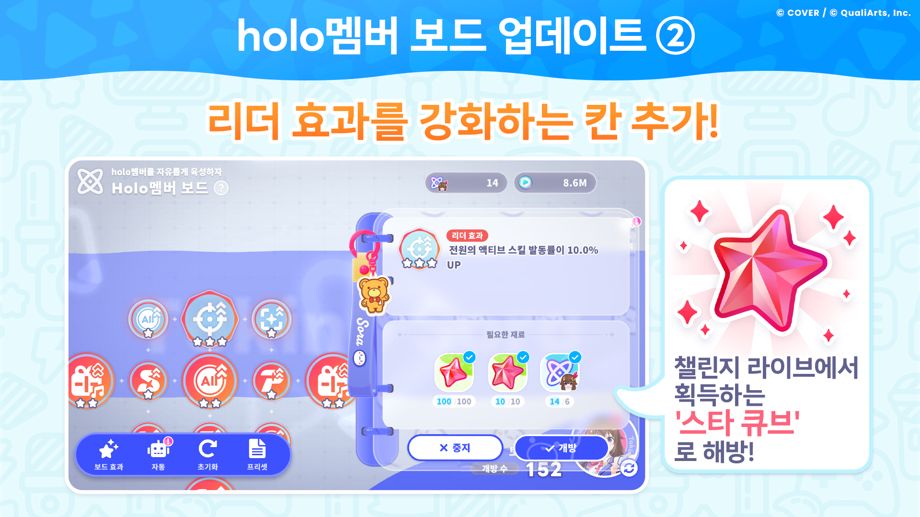 © COVER / © QualiArts, Inc.
holo멤버 보드 업데이트 ②
리더 효과를 강화하는 칸 추가!
holo멤버를 자유롭게 육성하자
Holo멤버 보드 ?
14
8.6M
리더 효과
전원의 액티브 스킬 발동률이 10.0%
UP
Sora
필요한 재료
100 100
10 10
14 6
All
All
중지
개방
개방 수
152
보드 효과
자동
1
초기화
프리셋
챌린지 라이브에서
획득하는
'스타 큐브'
로 해방!